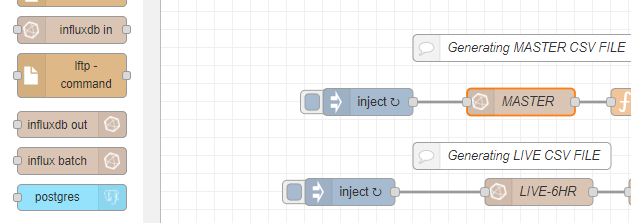 influxdb in
lftp -
command
influxdb out
influx batch
postgres
Generating MASTER CSV FILE
inject ↻
MASTER
f
Generating LIVE CSV FILE
inject ↻
LIVE-6HR